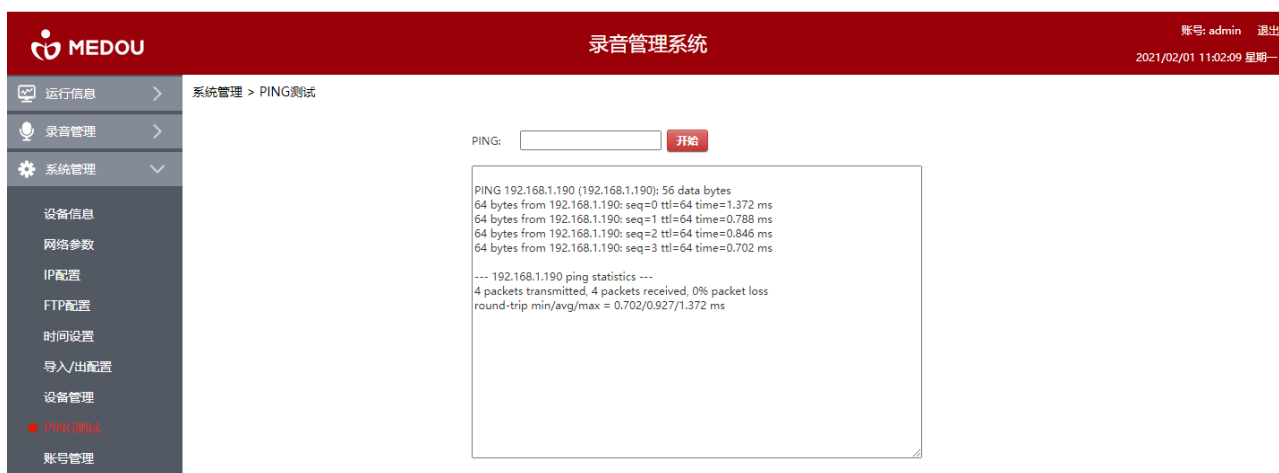 MEDOU
录音管理系统
账号: admin 退出
2021/02/01 11:02:09 星期一
运行信息
录音管理
系统管理
设备信息
网络参数
IP配置
FTP配置
时间设置
导入/出配置
设备管理
PING测试
账号管理
系统管理 > PING测试
PING:
开始
PING 192.168.1.190 (192.168.1.190): 56 data bytes
64 bytes from 192.168.1.190: seq=0 ttl=64 time=1.372 ms
64 bytes from 192.168.1.190: seq=1 ttl=64 time=0.788 ms
64 bytes from 192.168.1.190: seq=2 ttl=64 time=0.846 ms
64 bytes from 192.168.1.190: seq=3 ttl=64 time=0.702 ms
--- 192.168.1.190 ping statistics ---
4 packets transmitted, 4 packets received, 0% packet loss
round-trip min/avg/max = 0.702/0.927/1.372 ms